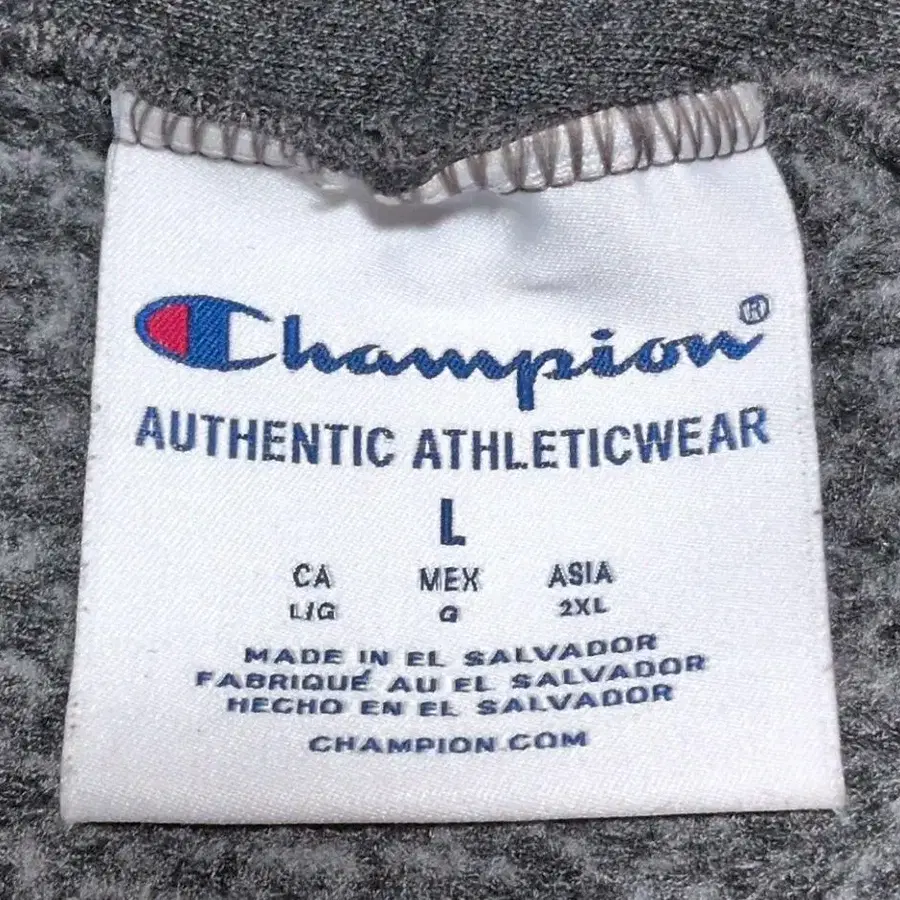 Champion®
AUTHENTIC ATHLETICWEAR
L
CA MEX ASIA
L/G G 2XL
MADE IN EL SALVADOR
FABRIQUÉ AU EL SALVADOR
HECHO EN EL SALVADOR
CHAMPION.COM